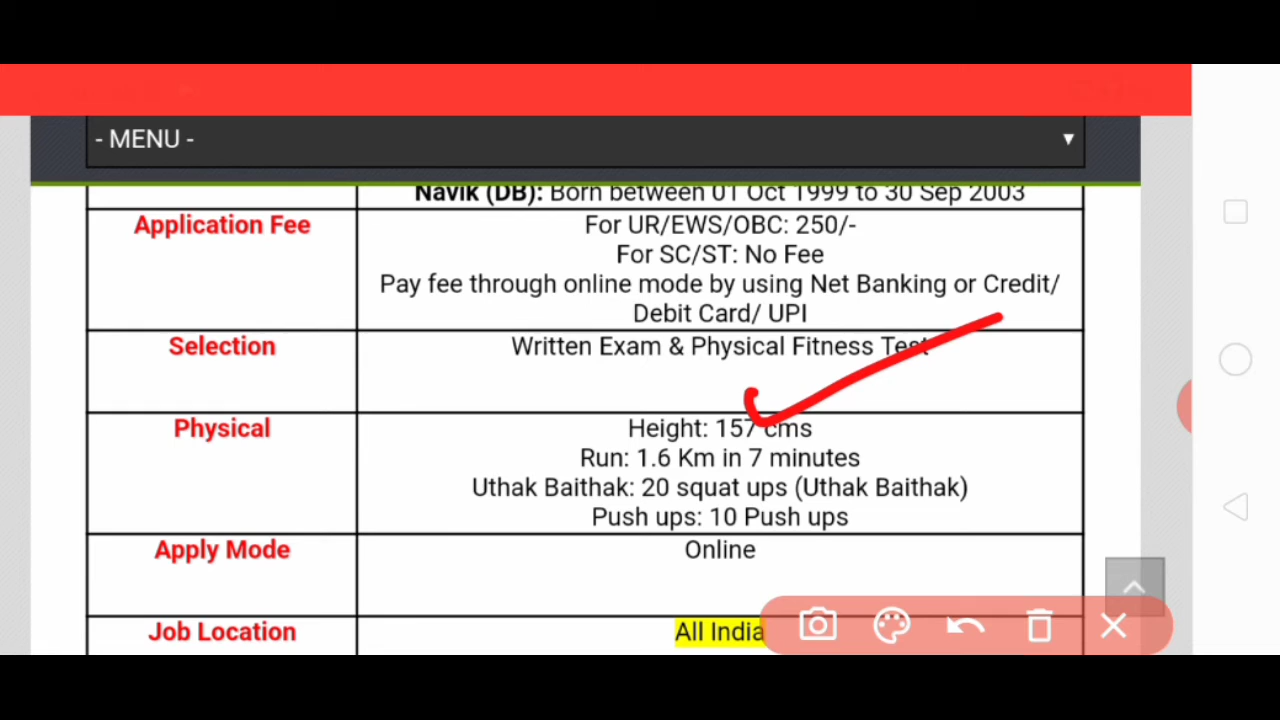 - MENU -
Navik (DB): Born between 01 Oct 1999 to 30 Sep 2003
Application Fee
For UR/EWS/OBC: 250/-
For SC/ST: No Fee
Pay fee through online mode by using Net Banking or Credit/
Debit Card/ UPI
Selection
Written Exam & Physical Fitness Test
Physical
Height: 157 cms
Run: 1.6 Km in 7 minutes
Uthak Baithak: 20 squat ups (Uthak Baithak)
Push ups: 10 Push ups
Apply Mode
Online
Job Location
All India